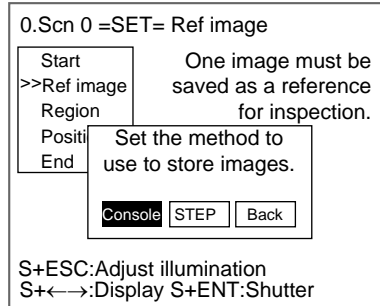 0.Scn 0 =SET= Ref image
Start
>>Ref image
Region
Positi
End
One image must be
saved as a reference
for inspection.
Set the method to
use to store images.
Console STEP Back
S+ESC:Adjust illumination
S+←→:Display S+ENT:Shutter